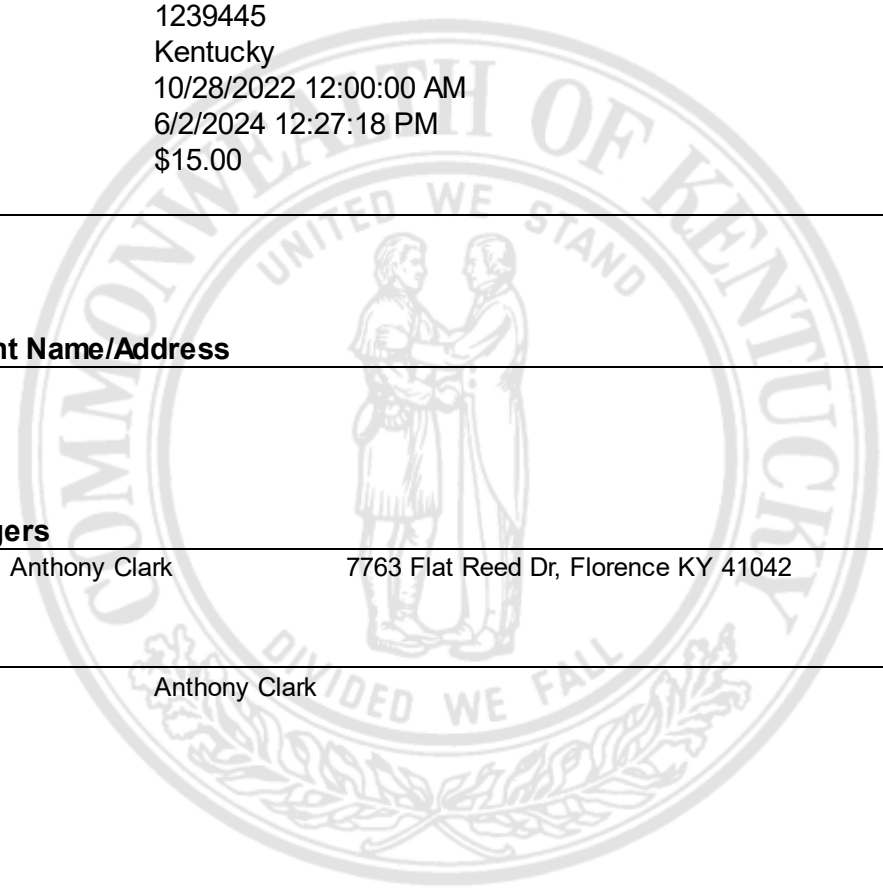 1239445
Kentucky
10/28/2022 12:00:00 AM
6/2/2024 12:27:18 PM
$15.00
COMMONWEALTH OF KENTUCKY
UNITED WE STAND
nt Name/Address
gers
Anthony Clark 7763 Flat Reed Dr, Florence KY 41042
DIVIDED WE FALL
Anthony Clark